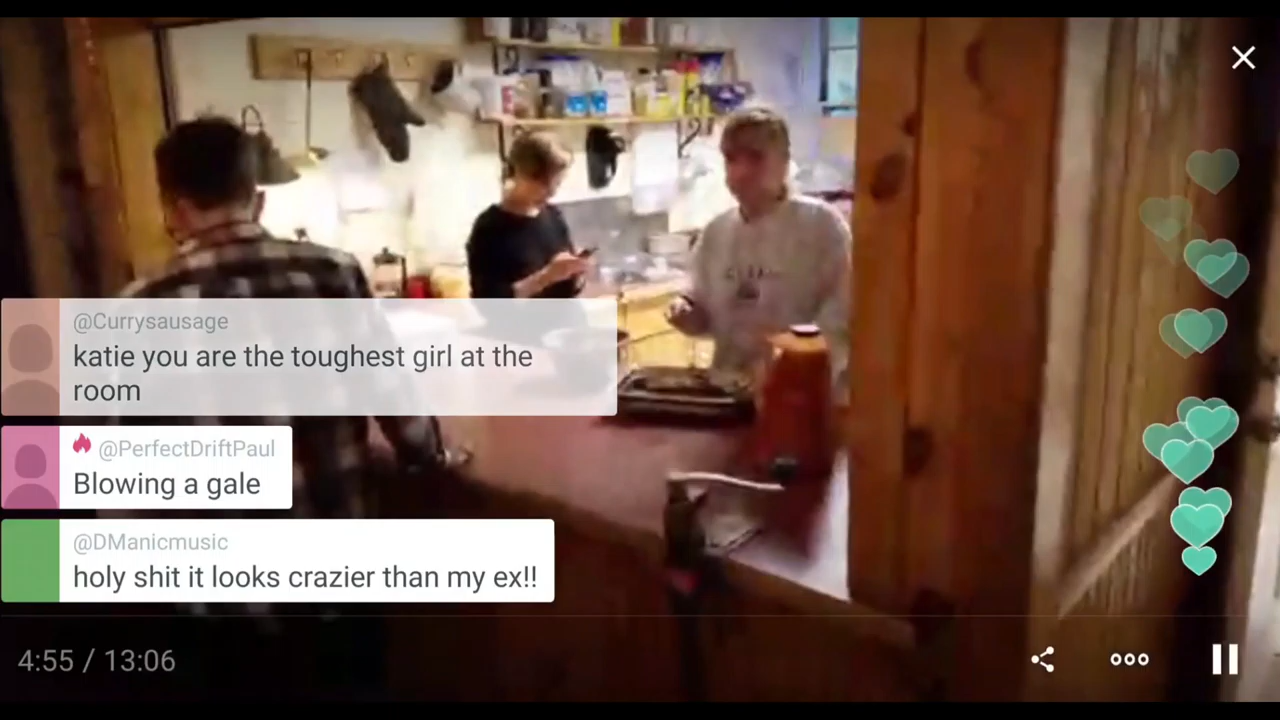 @Currysausage
katie you are the toughest girl at the
room
@PerfectDriftPaul
Blowing a gale
@DManicmusic
holy shit it looks crazier than my ex!!
4:55 / 13:06